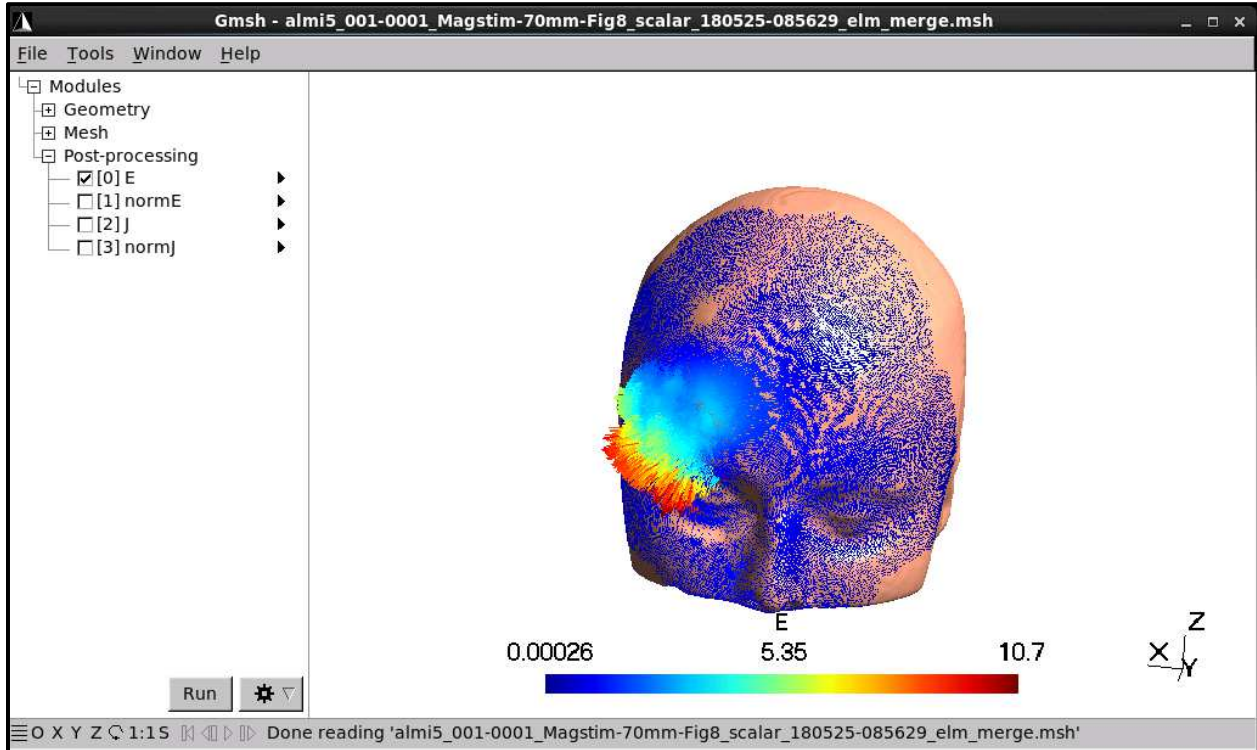 Gmsh - almi5_001-0001_Magstim-70mm-Fig8_scalar_180525-085629_elm_merge.msh
File Tools Window Help
Modules
Geometry
Mesh
Post-processing
[0] E
[1] normE
[2] J
[3] normJ
E
0.00026 5.35 10.7
Z
X
Y
Run
O X Y Z 1:1 S Done reading 'almi5_001-0001_Magstim-70mm-Fig8_scalar_180525-085629_elm_merge.msh'